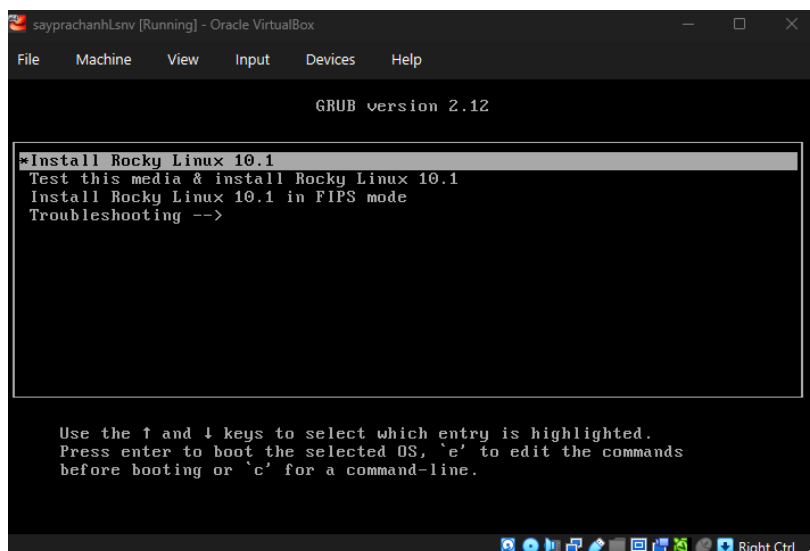 sayprachanhLsnv [Running] - Oracle VirtualBox
File Machine View Input Devices Help
GRUB version 2.12
*Install Rocky Linux 10.1
Test this media & install Rocky Linux 10.1
Install Rocky Linux 10.1 in FIPS mode
Troubleshooting -->
Use the ↑ and ↓ keys to select which entry is highlighted.
Press enter to boot the selected OS, `e' to edit the commands
before booting or `c' for a command-line.
Right Ctrl